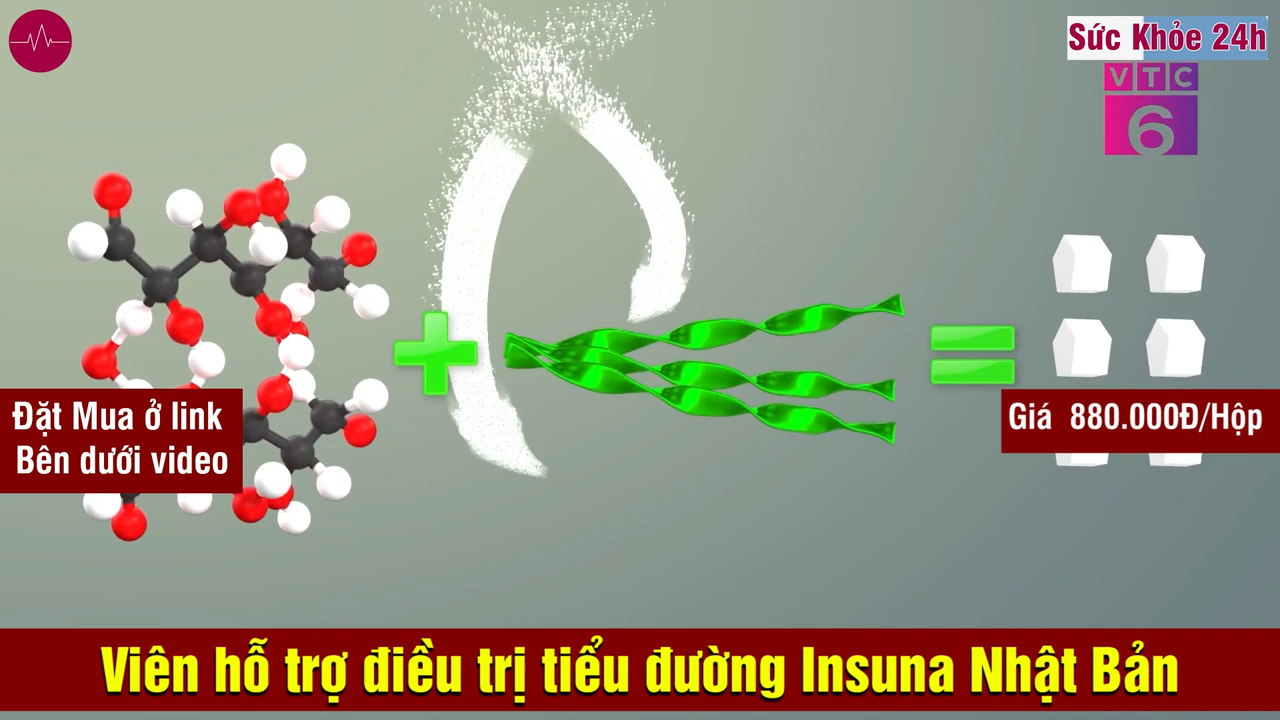 Sức Khỏe 24h
VTC
6
Đặt Mua ở link
Bên dưới video
Giá 880.000Đ/Hộp
Viên hỗ trợ điều trị tiểu đường Insuna Nhật Bản